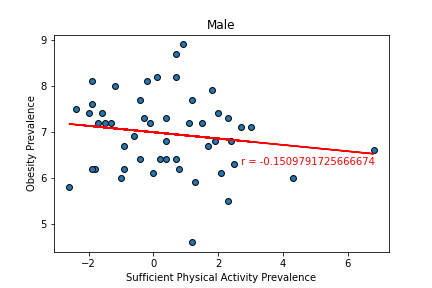 Male
Obesity Prevalence
9
8
7
6
5
r = -0.1509791725666674
−2 0 2 4 6
Sufficient Physical Activity Prevalence